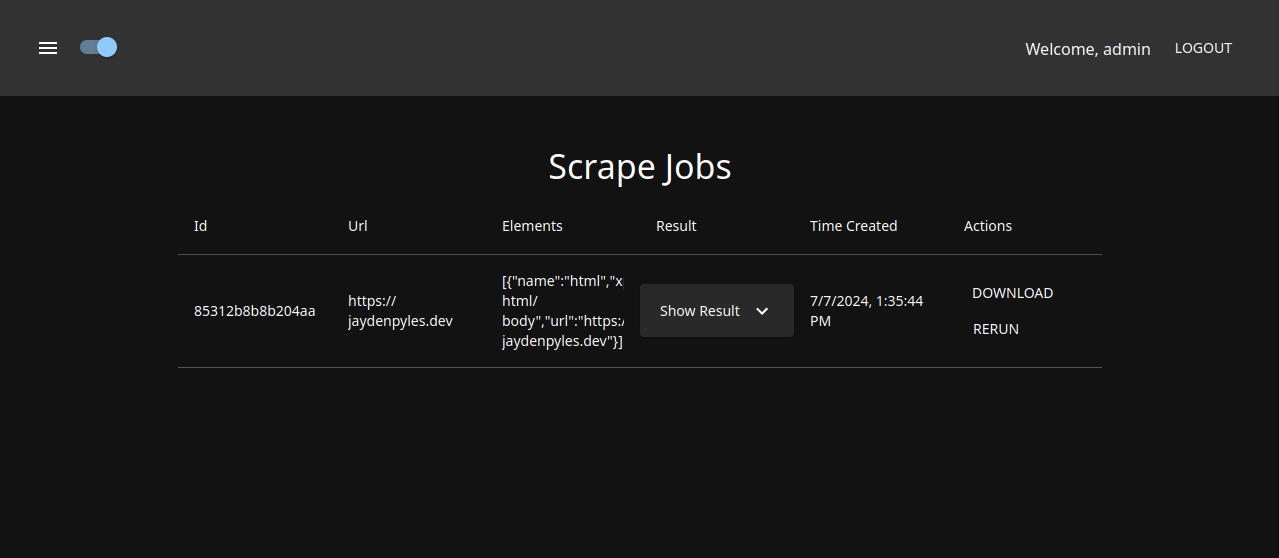 Welcome, admin LOGOUT
Scrape Jobs
Id Url Elements Result Time Created Actions
85312b8b8b204aa
https://
jaydenpyles.dev
[{"name":"html","x
html/
body","url":"https:/
jaydenpyles.dev"}]
Show Result
7/7/2024, 1:35:44
PM
DOWNLOAD
RERUN